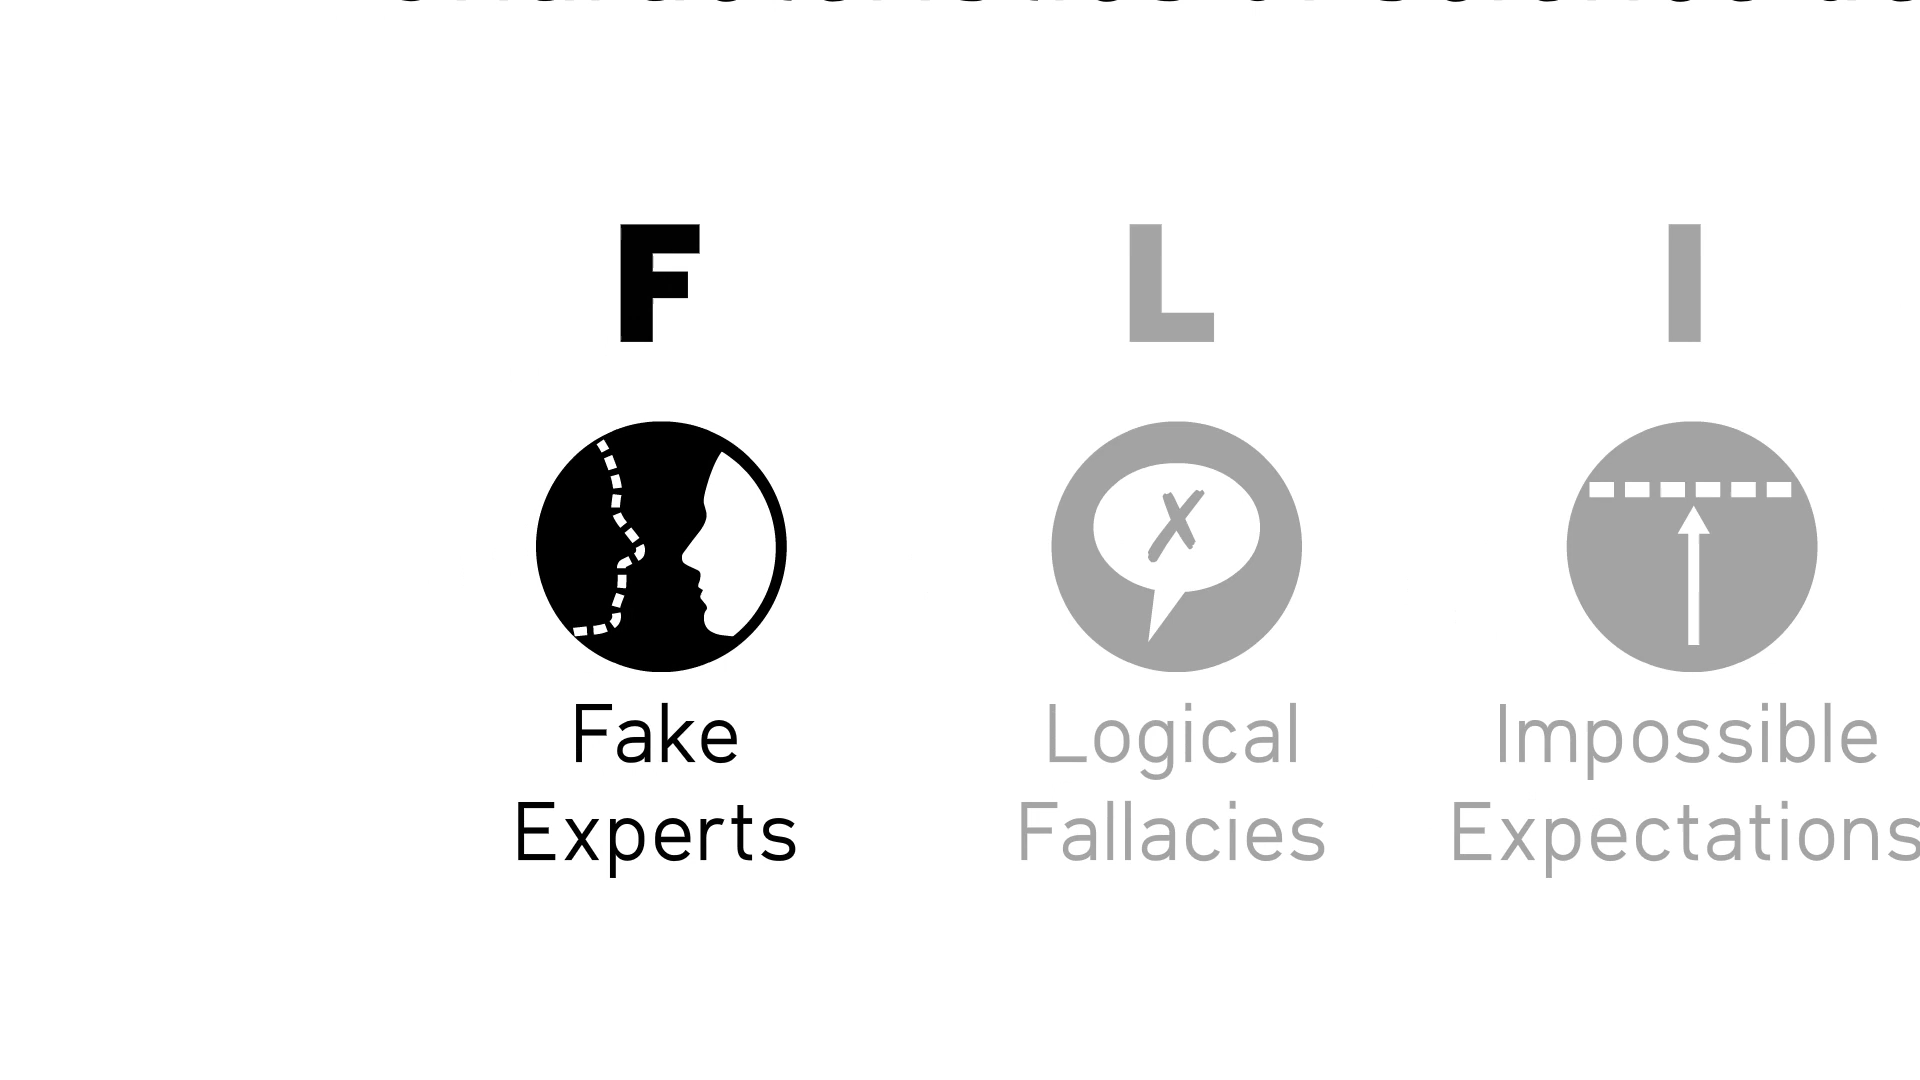 F
L
I
Fake
Experts
Logical
Fallacies
Impossible
Expectations